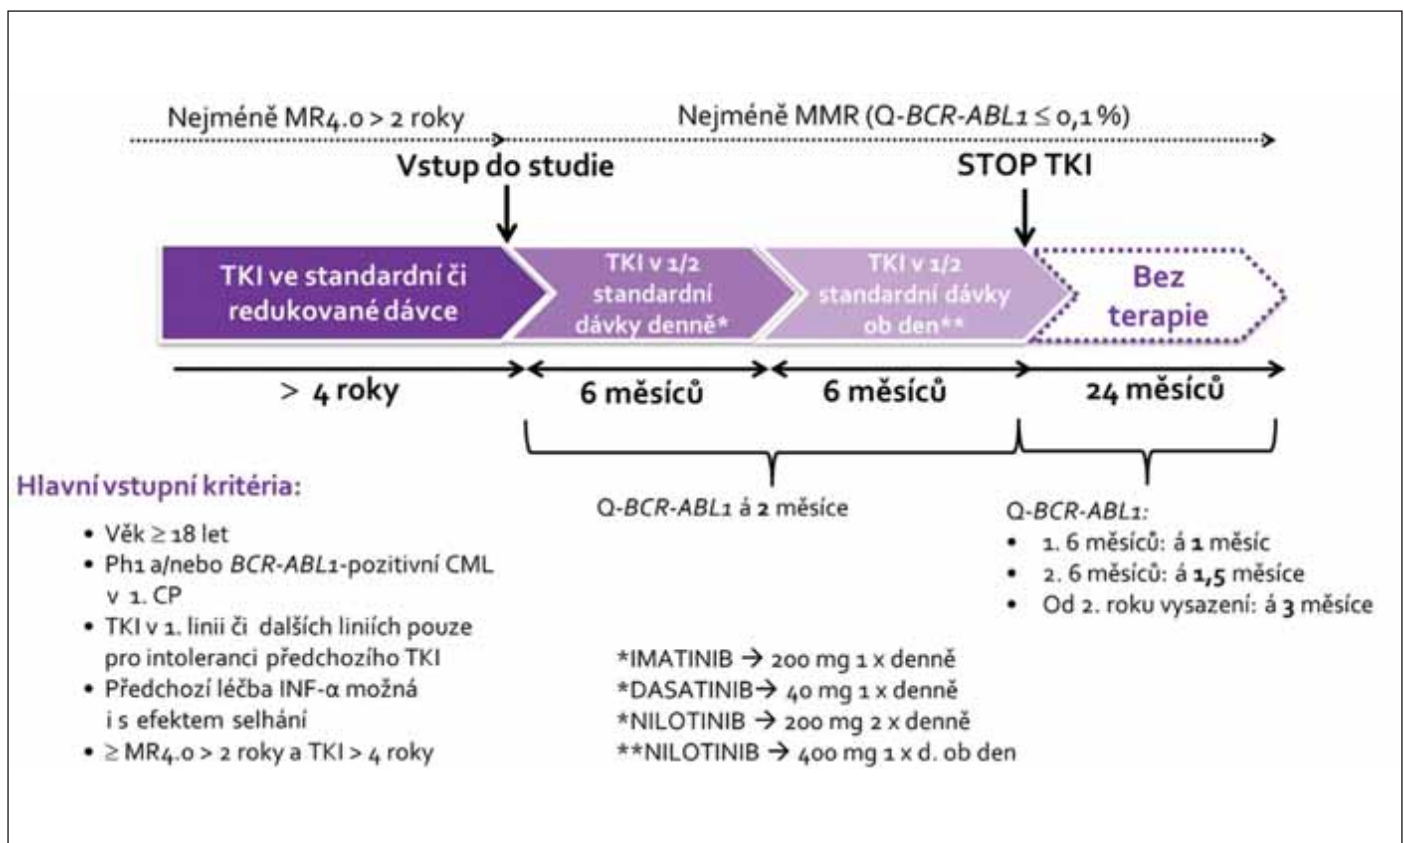 Nejméně MR4.0 > 2 roky
Nejméně MMR (Q-BCR-ABL1 ≤ 0,1 %)
Vstup do studie
STOP TKI
TKI ve standardní či
redukované dávce
TKI v 1/2
standardní
dávky denně*
TKI v 1/2
standardní dávky
ob den**
Bez
terapie
> 4 roky
6 měsíců
6 měsíců
24 měsíců
Hlavní vstupní kritéria:
• Věk ≥ 18 let
• Ph1 a/nebo BCR-ABL1-pozitivní CML
v 1. CP
• TKI v 1. linii či dalších liniích pouze
pro intoleranci předchozího TKI
• Předchozí léčba INF-α možná
i s efektem selhání
• ≥ MR4.0 > 2 roky a TKI > 4 roky
Q-BCR-ABL1 á 2 měsíce
*IMATINIB → 200 mg 1 x denně
*DASATINIB→ 40 mg 1 x denně
*NILOTINIB → 200 mg 2 x denně
**NILOTINIB → 400 mg 1 x d. ob den
Q-BCR-ABL1:
• 1. 6 měsíců: á 1 měsíc
• 2. 6 měsíců: á 1,5 měsíce
• Od 2. roku vysazení: á 3 měsíce